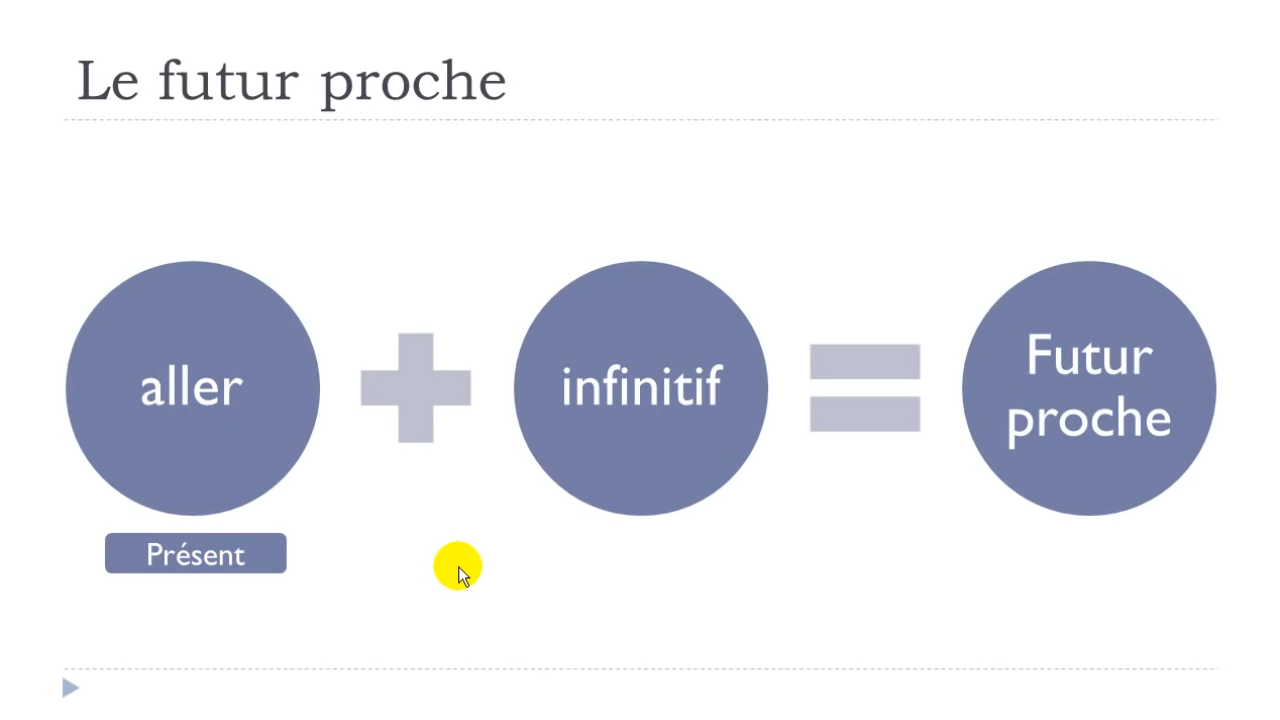 Le futur proche
aller
infinitif
Futur
proche
Présent